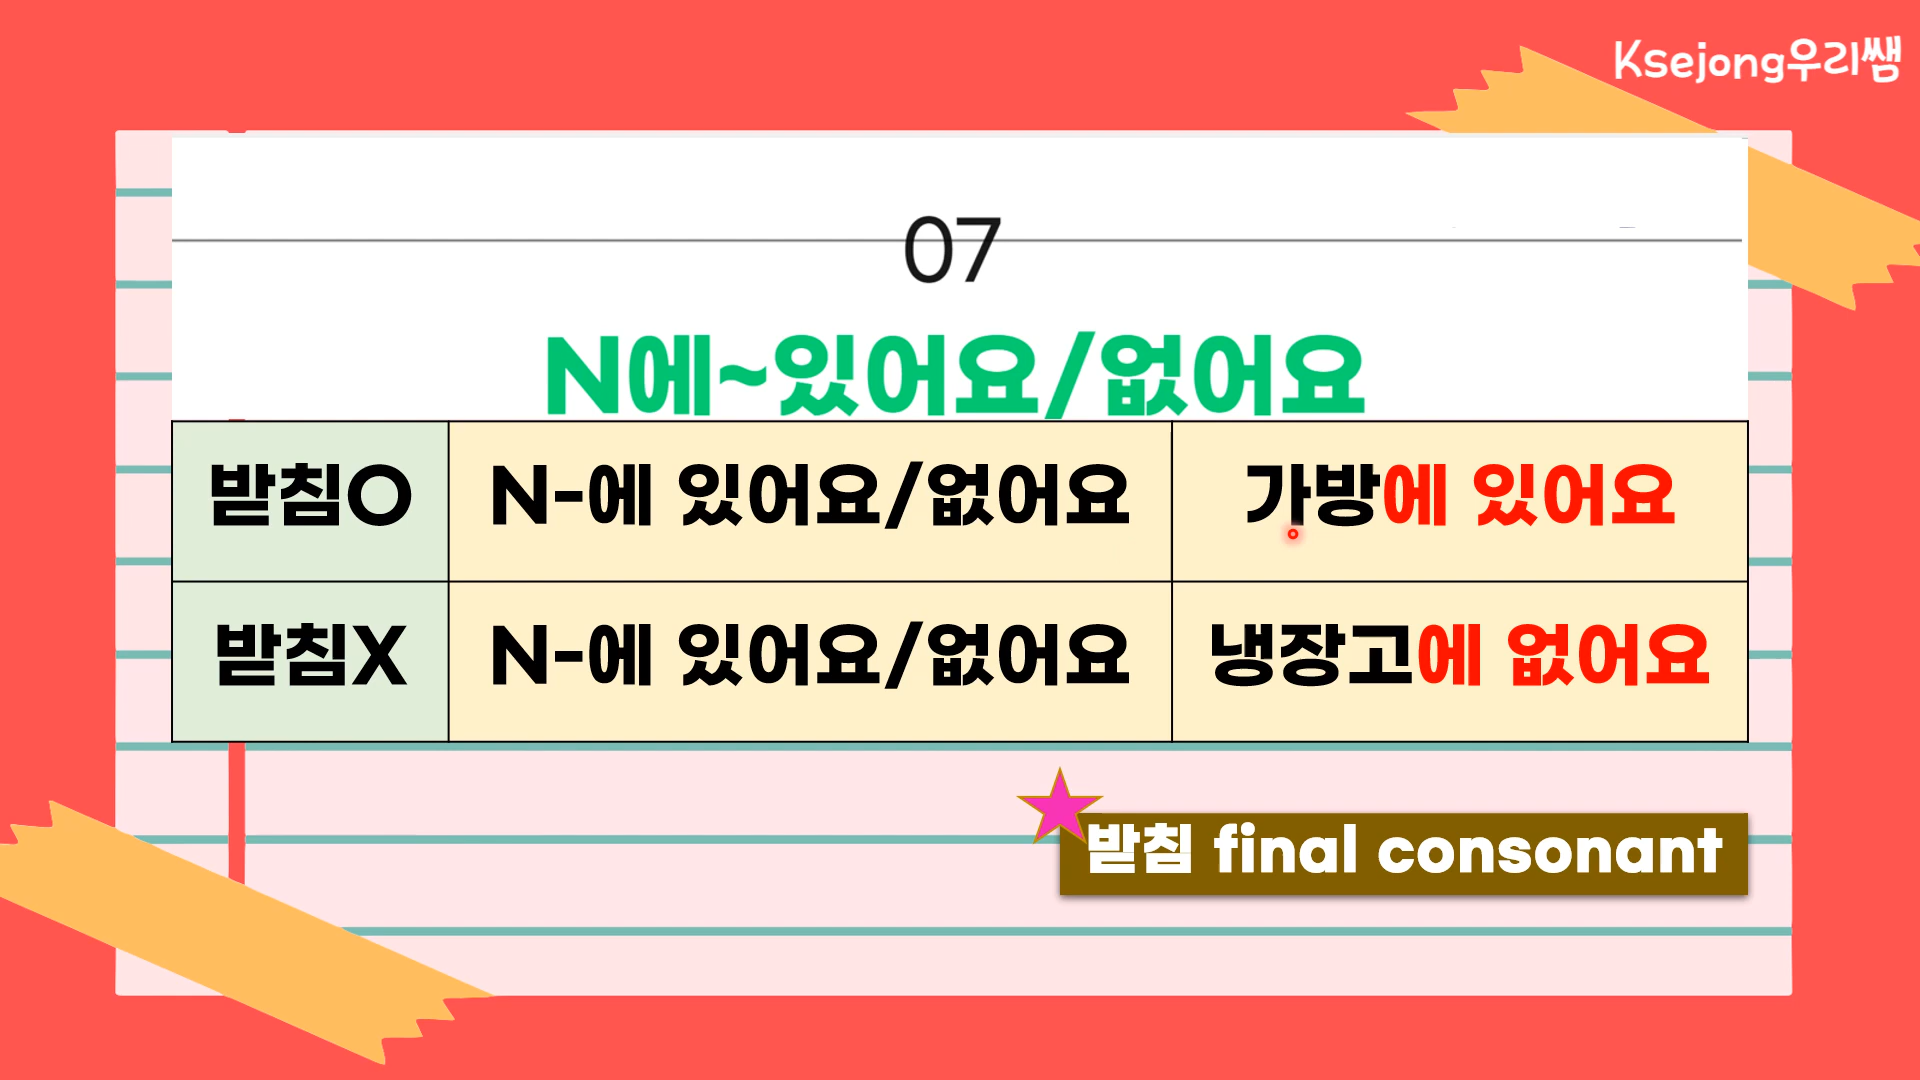 Ksejong우리쌤
07
N에~있어요/없어요
받침O N-에 있어요/없어요 가방에 있어요
받침X N-에 있어요/없어요 냉장고에 없어요
받침 final consonant